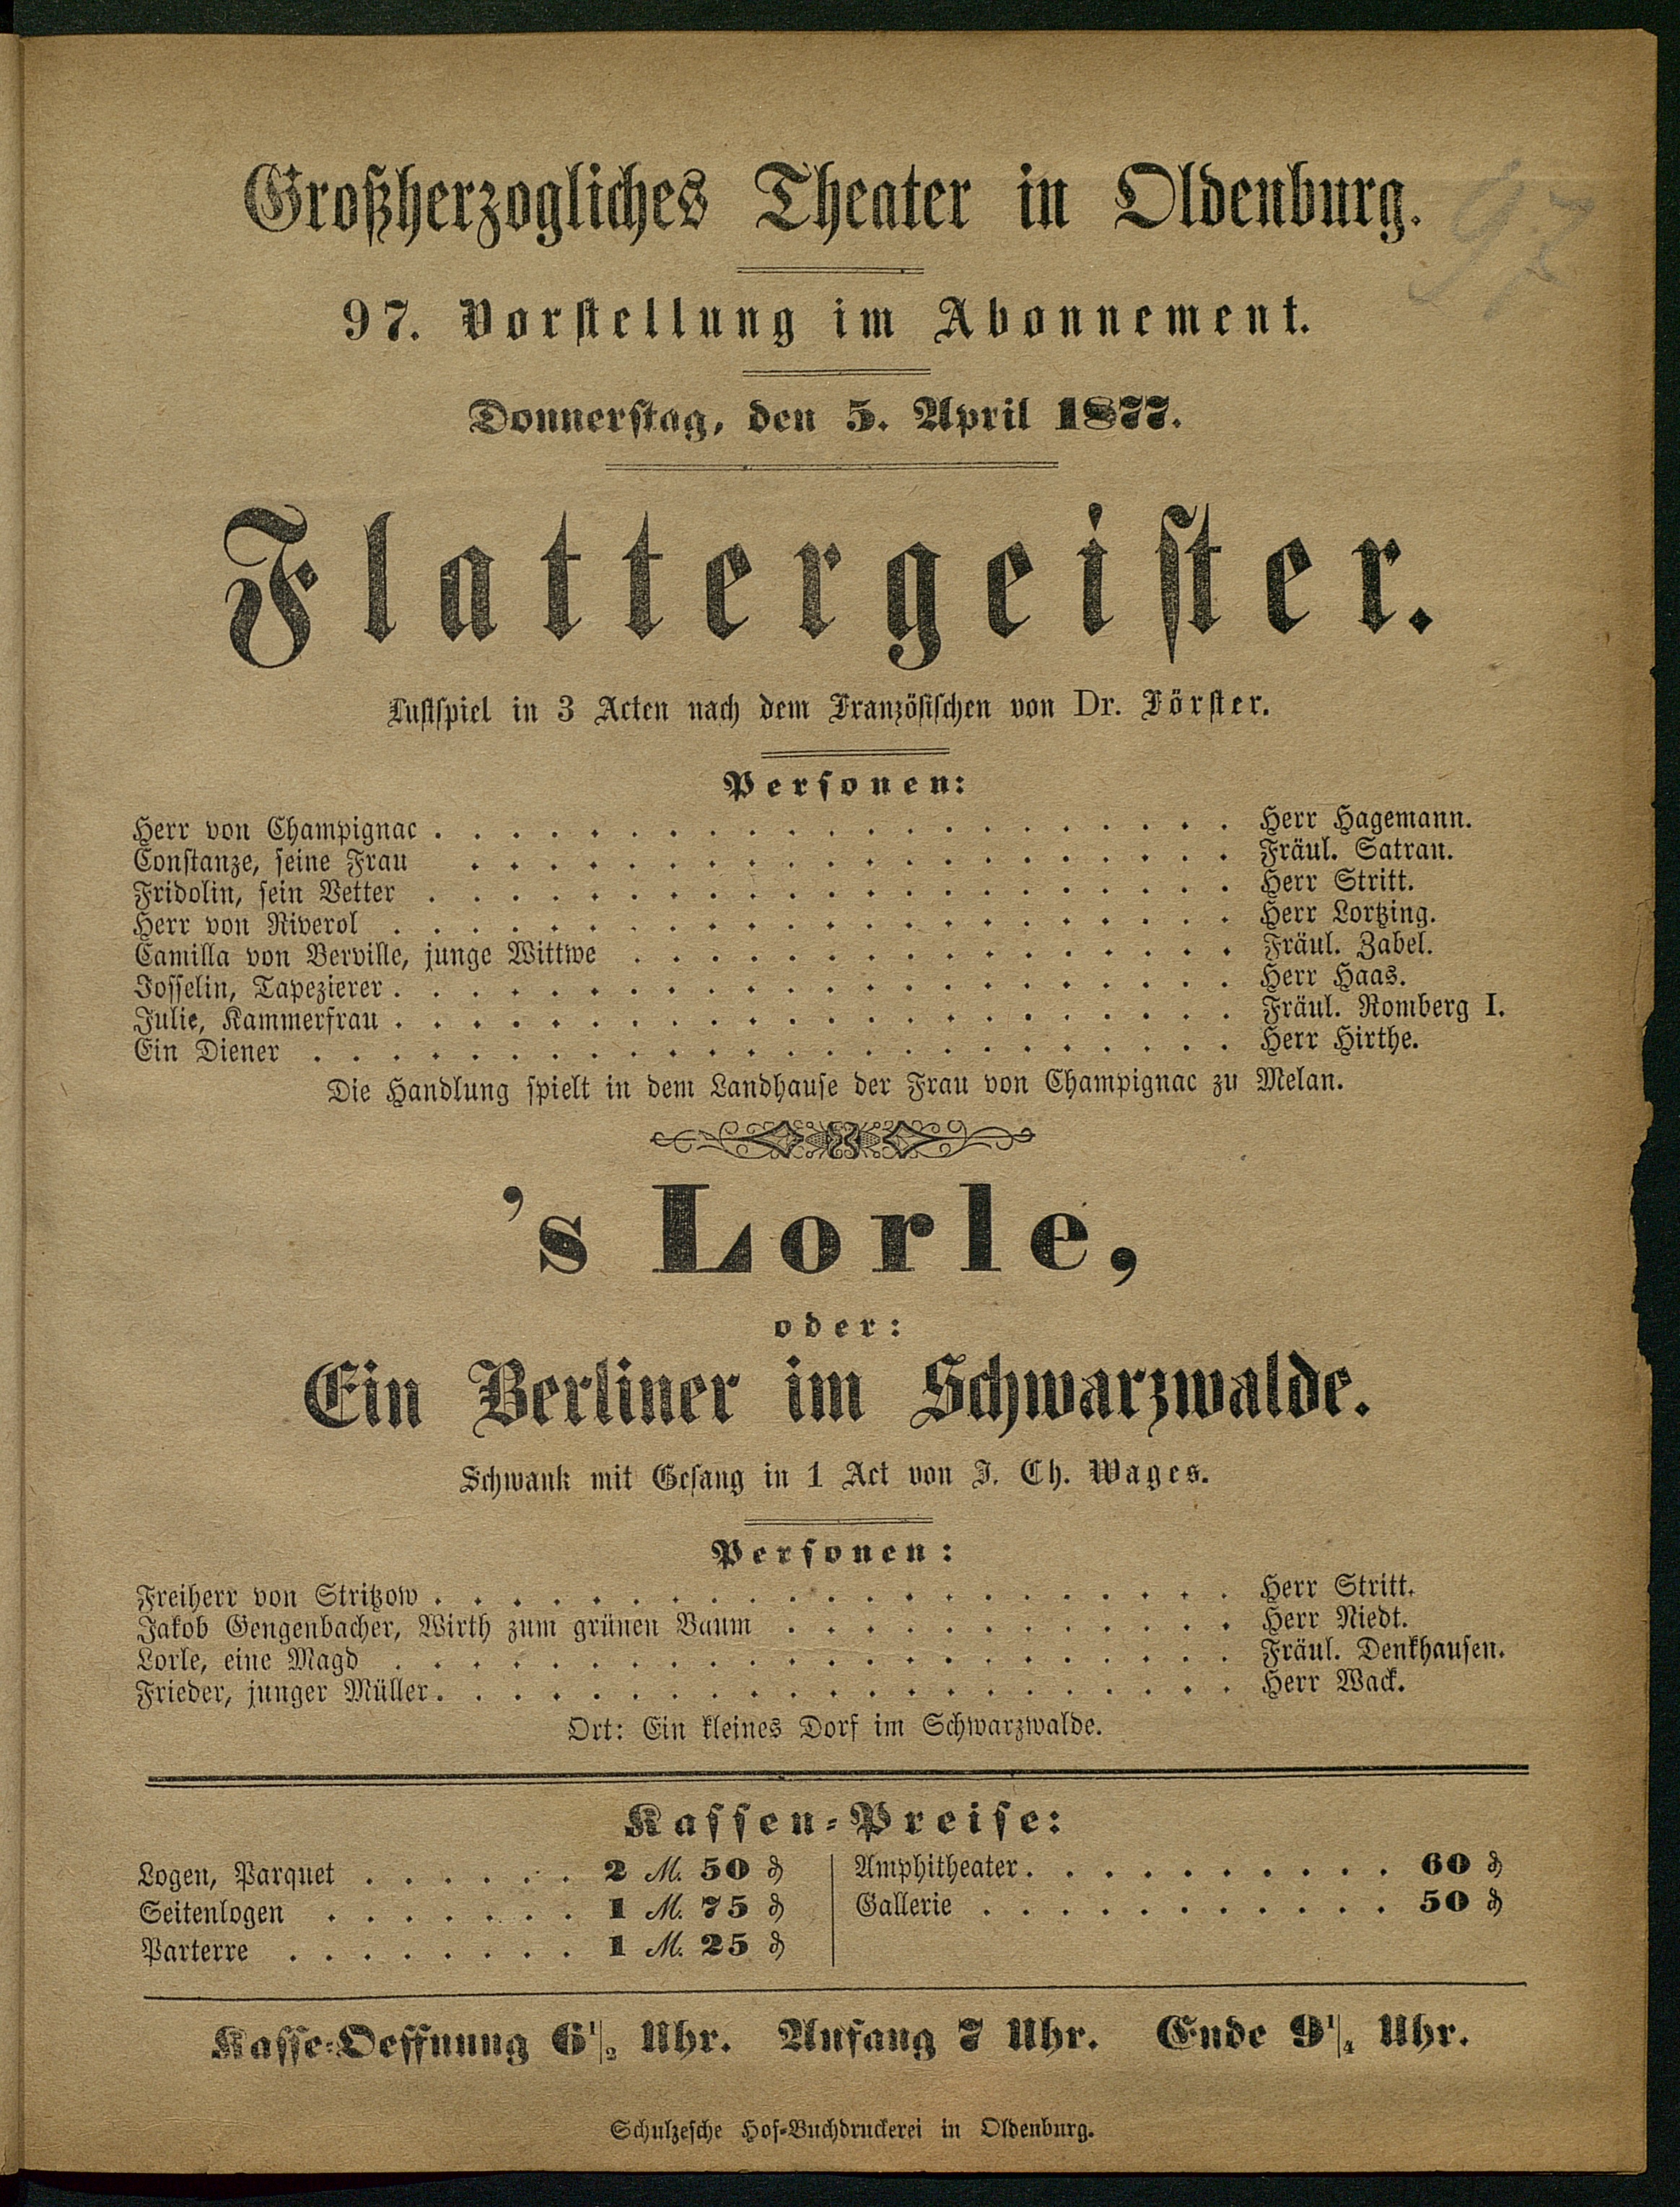 Großherzogliches Theater in Oldenburg.
97
97. Vorstellung im Abonnement.
Donnerstag, den 5. April 1877.
Flattergeister.
Lustspiel in 3 Acten nach dem Französischen von Dr. Förster.
Personen:
Herr von Champignac . . . . . . . . . . . . . . . . . . . . . Herr Hagemann.
Constanze, seine Frau . . . . . . . . . . . . . . . . . . . . Fräul. Satran.
Fridolin, sein Vetter . . . . . . . . . . . . . . . . . . . . . Herr Stritt.
Herr von Riverol . . . . . . . . . . . . . . . . . . . . . . Herr Lortzing.
Camilla von Berville, junge Wittwe . . . . . . . . . . . . . . . . Fräul. Zabel.
Josselin, Tapezierer . . . . . . . . . . . . . . . . . . . . . . Herr Haas.
Julie, Kammerfrau . . . . . . . . . . . . . . . . . . . . . . Fräul. Romberg I.
Ein Diener . . . . . . . . . . . . . . . . . . . . . . . . Herr Hirthe.
Die Handlung spielt in dem Landhause der Frau von Champignac zu Melan.
's Lorle,
oder:
Ein Berliner im Schwarzwalde.
Schwank mit Gesang in 1 Act von J. Ch. Wages.
Personen:
Freiherr von Stritzow . . . . . . . . . . . . . . . . . . . . . Herr Stritt.
Jakob Gengenbacher, Wirth zum grünen Baum . . . . . . . . . . . . Herr Niedt.
Lorle, eine Magd . . . . . . . . . . . . . . . . . . . . . . Fräul. Denkhausen.
Frieder, junger Müller . . . . . . . . . . . . . . . . . . . . . Herr Wack.
Ort: Ein kleines Dorf im Schwarzwalde.
Kassen-Preise:
Logen, Parquet . . . . . . 2 M. 50 ₰
Seitenlogen . . . . . . . 1 M. 75 ₰
Parterre . . . . . . . . 1 M. 25 ₰
Amphitheater . . . . . . . . . . 60 ₰
Gallerie . . . . . . . . . . . 50 ₰
Kasse-Oeffnung 6 1/2 Uhr. Anfang 7 Uhr. Ende 9 1/4 Uhr.
Schulzesche Hof-Buchdruckerei in Oldenburg.